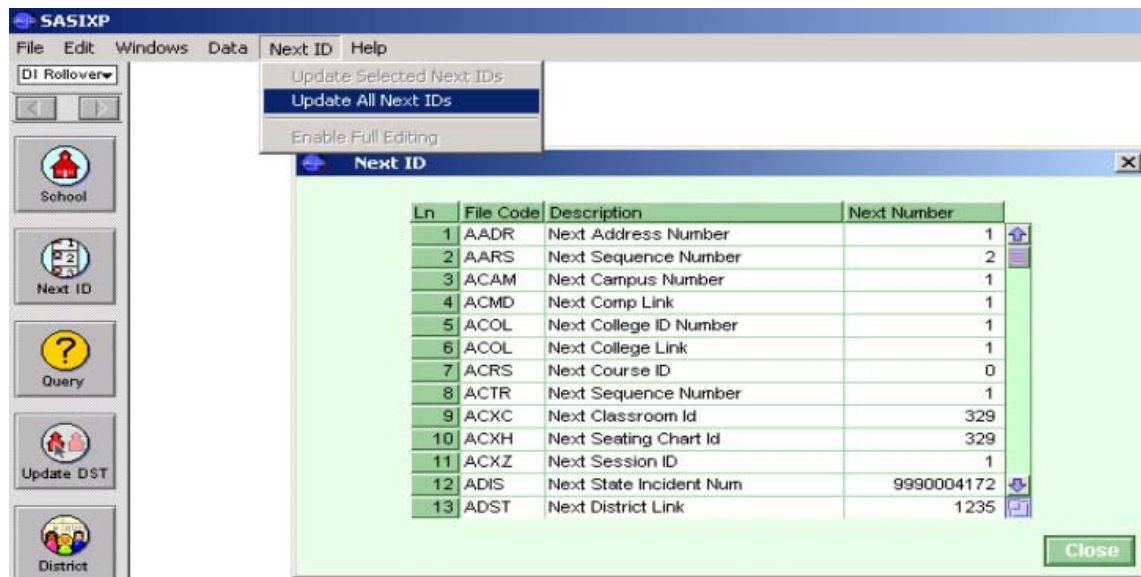 SASIXP
File Edit Windows Data Next ID Help
DI Rollover
Update Selected Next IDs
Update All Next IDs
Enable Full Editing
School
Next ID
Query
Update DST
District
Next ID
Ln File Code Description Next Number
1 AADR Next Address Number 1
2 AARS Next Sequence Number 2
3 ACAM Next Campus Number 1
4 ACMD Next Comp Link 1
5 ACOL Next College ID Number 1
6 ACOL Next College Link 1
7 ACRS Next Course ID 0
8 ACTR Next Sequence Number 1
9 ACXC Next Classroom Id 329
10 ACXH Next Seating Chart Id 329
11 ACXZ Next Session ID 1
12 ADIS Next State Incident Num 9990004172
13 ADST Next District Link 1235
Close